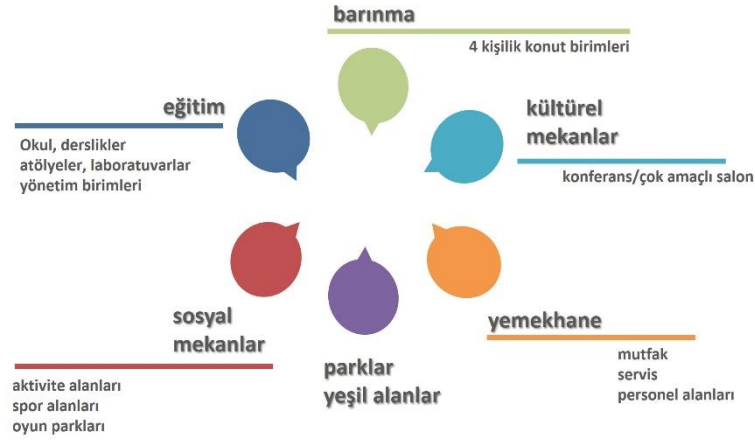 barınma
4 kişilik konut birimleri
eğitim
Okul, derslikler
atölyeler, laboratuvarlar
yönetim birimleri
kültürel
mekanlar
konferans/çok amaçlı salon
sosyal
mekanlar
aktivite alanları
spor alanları
oyun parkları
parklar
yeşil alanlar
yemekhane
mutfak
servis
personel alanları